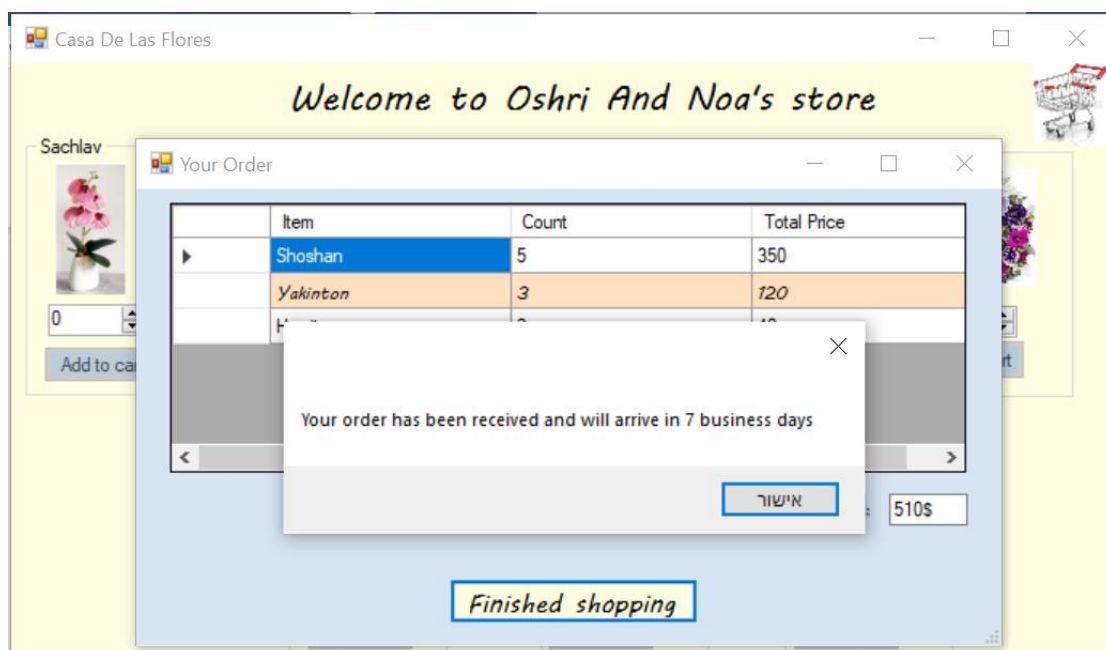 Casa De Las Flores
Welcome to Oshri And Noa's store
Sachlav
Your Order
Item Count Total Price
Shoshan 5 350
Yakinton 3 120
0
Add to
Your order has been received and will arrive in 7 business days
אישור
510$
Finished shopping